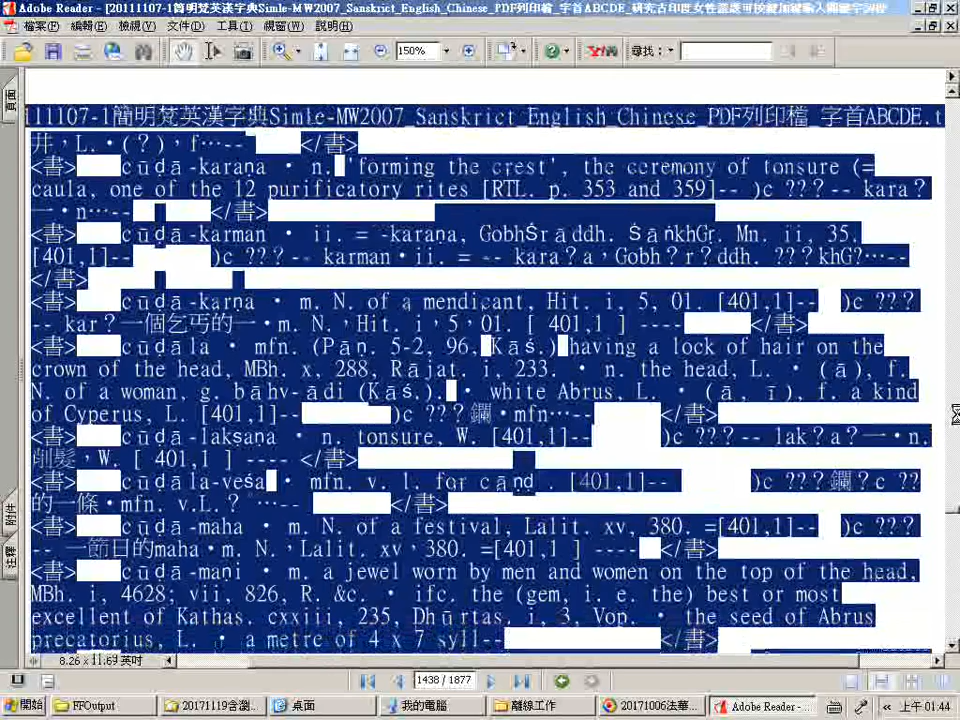 Adobe Reader - [20111107-1簡明梵英漢字典Simle-MW2007_Sanskrict_English_Chinese_PDF列印檔_字首ABCDE_研究古印度女性
檔案(F) 編輯(E) 檢視(V) 文件(D) 工具(T) 視窗(W) 說明(H)
150% 尋找:
頁面
11107-1簡明梵英漢字典Simle-MW2007_Sanskrict_English_Chinese_PDF列印檔_字首ABCDE.t
井,L.·(?),f…-- </書>
<書> cūḍā-karaṇa · n. 'forming the crest', the ceremony of tonsure (=
caula, one of the 12 purificatory rites [RTL. p. 353 and 359]-- )c ???-- kara?
一·n…-- </書>
<書> cūḍā-karman · ii. = -karaṇa, GobhŚrāddh. ŚāṅkhGṛ. Mn. ii, 35.
[401,1]-- )c ???-- karman·ii. = -- kara?a,Gobh?r?ddh. ???khG?…--
</書>
<書> cūḍā-karṇa · m. N. of a mendicant, Hit. i, 5, 01. [401,1]-- )c ???
-- kar?一個乞丐的一·m. N.,Hit. i,5,01. [ 401,1 ] ---- </書>
<書> cūḍāla · mfn. (Pāṇ. 5-2, 96, Kāś.) having a lock of hair on the
crown of the head, MBh. x, 288, Rājat. i, 233. · n. the head, L. · (ā), f.
N. of a woman, g. bāhv-ādi (Kāś.). · white Abrus, L. · (ā, ī), f. a kind
of Cyperus, L. [401,1]-- )c ???鑭·mfn…-- </書>
<書> cūḍā-lakṣaṇa · n. tonsure, W. [401,1]-- )c ???-- lak?a?一·n.
削髮,W. [ 401,1 ] ---- </書>
<書> cūḍāla-veṣa · mfn. v. l. for cāṇḍ . [401,1]-- )c ???鑭?c ??
的一條·mfn. v.L.? …-- </書>
<書> cūḍā-maha · m. N. of a festival, Lalit. xv, 380. =[401,1]-- )c ???
-- 一節日的maha·m. N.,Lalit. xv,380. =[401,1 ] ---- </書>
<書> cūḍā-maṇi · m. a jewel worn by men and women on the top of the head,
MBh. i, 4628; vii, 826, R. &c. · ifc. the (gem, i. e. the) best or most
excellent of Kathas. cxxiii, 235, Dhūrtas. i, 3, Vop. · the seed of Abrus
precatorius, L. · a metre of 4 x 7 syll-- </書>
附件
注釋
8.26 x 11.69 英吋
1438 / 1877
開始 FFOutput 20171119含瀏... 桌面 我的電腦 離線工作 20171006法華... Adobe Reader - [... 上午 01:44